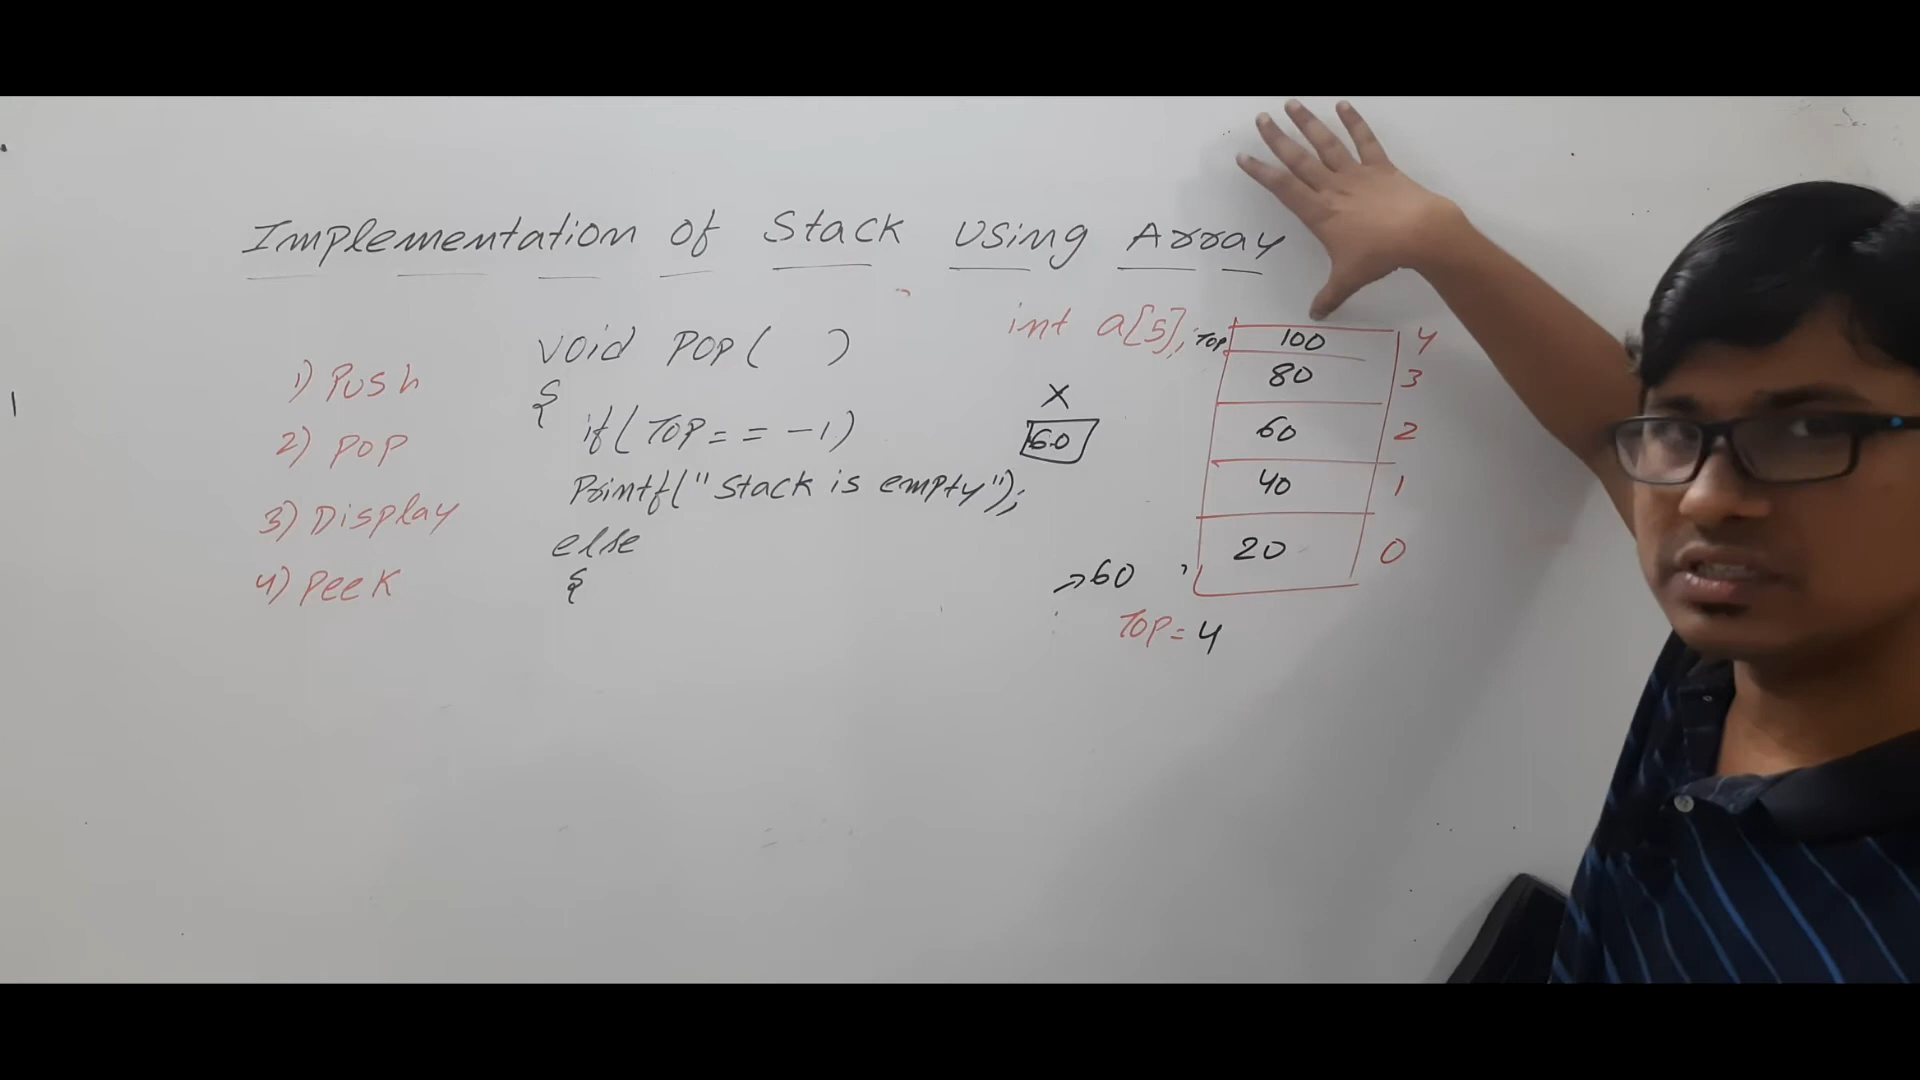 Implementation of Stack Using Array
1) Push
2) POP
3) Display
4) Peek
void POP( )
{
if(TOP== -1)
Printf("Stack is empty");
else
{
int a[5];
X
60
→60
TOP
100 4
80 3
60 2
40 1
20 0
TOP= 4